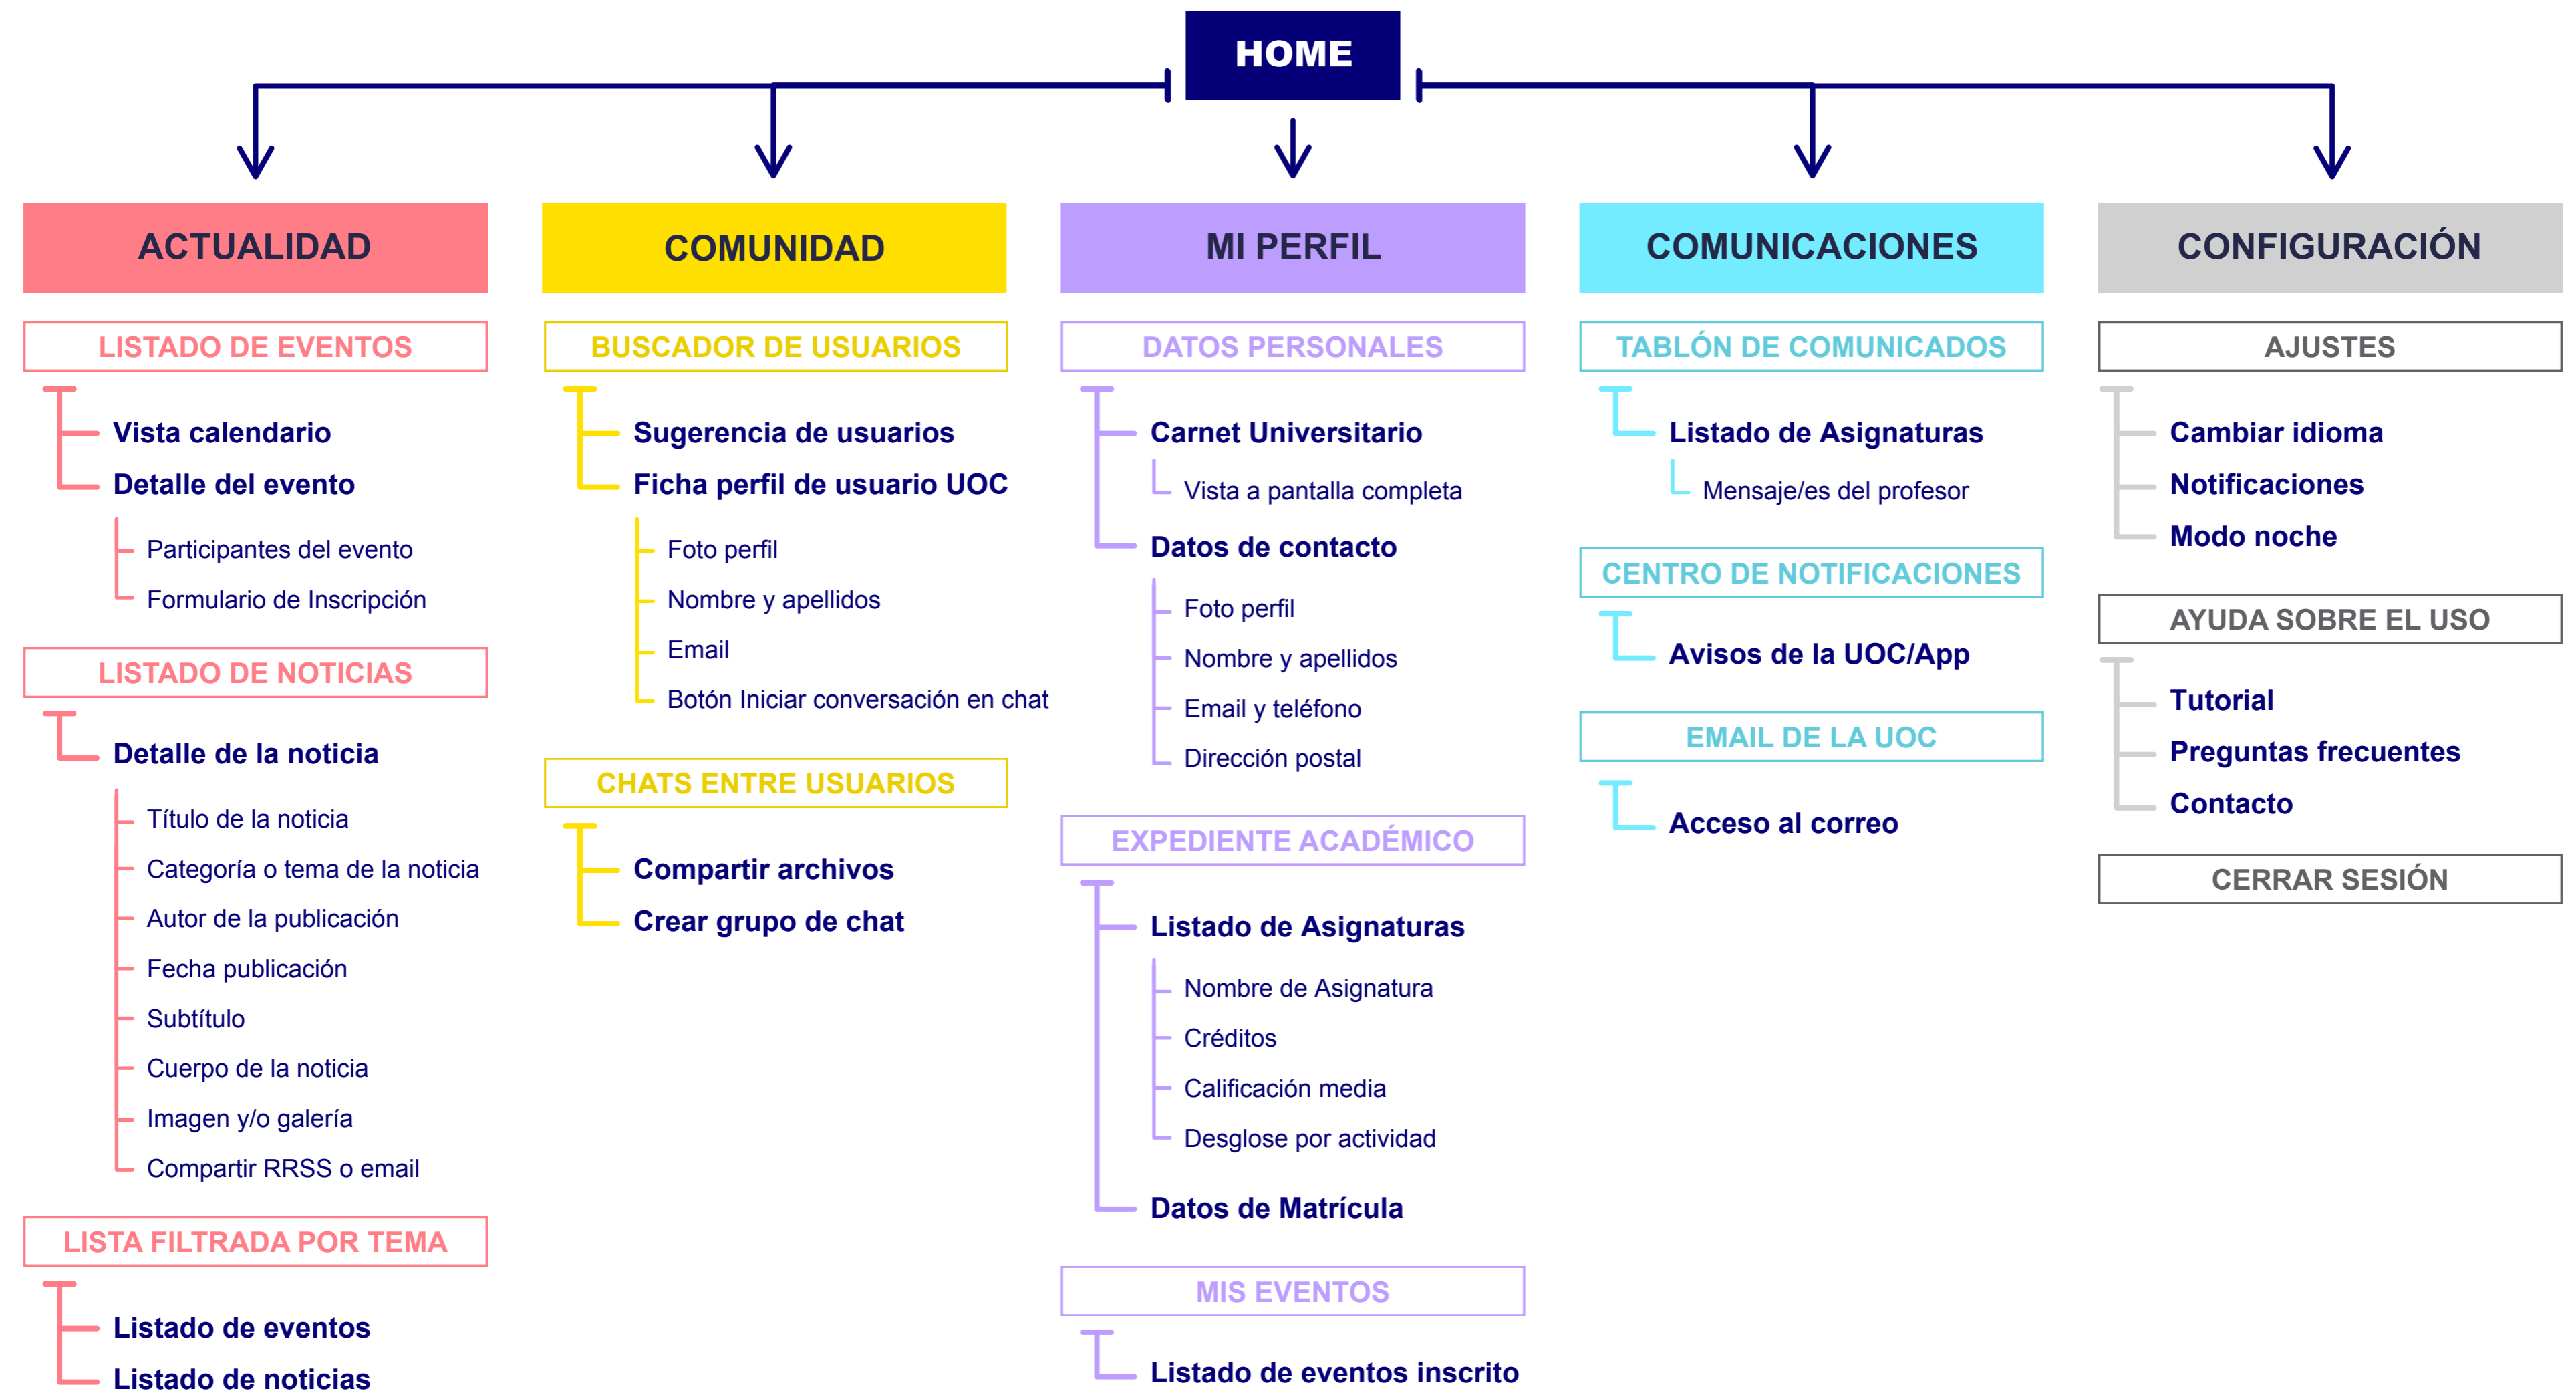 HOME
ACTUALIDAD
LISTADO DE EVENTOS
Vista calendario
Detalle del evento
Participantes del evento
Formulario de Inscripción
LISTADO DE NOTICIAS
Detalle de la noticia
Título de la noticia
Categoría o tema de la noticia
Autor de la publicación
Fecha publicación
Subtítulo
Cuerpo de la noticia
Imagen y/o galería
Compartir RRSS o email
LISTA FILTRADA POR TEMA
Listado de eventos
Listado de noticias
COMUNIDAD
BUSCADOR DE USUARIOS
Sugerencia de usuarios
Ficha perfil de usuario UOC
Foto perfil
Nombre y apellidos
Email
Botón Iniciar conversación en chat
CHATS ENTRE USUARIOS
Compartir archivos
Crear grupo de chat
MI PERFIL
DATOS PERSONALES
Carnet Universitario
Vista a pantalla completa
Datos de contacto
Foto perfil
Nombre y apellidos
Email y teléfono
Dirección postal
EXPEDIENTE ACADÉMICO
Listado de Asignaturas
Nombre de Asignatura
Créditos
Calificación media
Desglose por actividad
Datos de Matrícula
MIS EVENTOS
Listado de eventos inscrito
COMUNICACIONES
TABLÓN DE COMUNICADOS
Listado de Asignaturas
Mensaje/es del profesor
CENTRO DE NOTIFICACIONES
Avisos de la UOC/App
EMAIL DE LA UOC
Acceso al correo
CONFIGURACIÓN
AJUSTES
Cambiar idioma
Notificaciones
Modo noche
AYUDA SOBRE EL USO
Tutorial
Preguntas frecuentes
Contacto
CERRAR SESIÓN